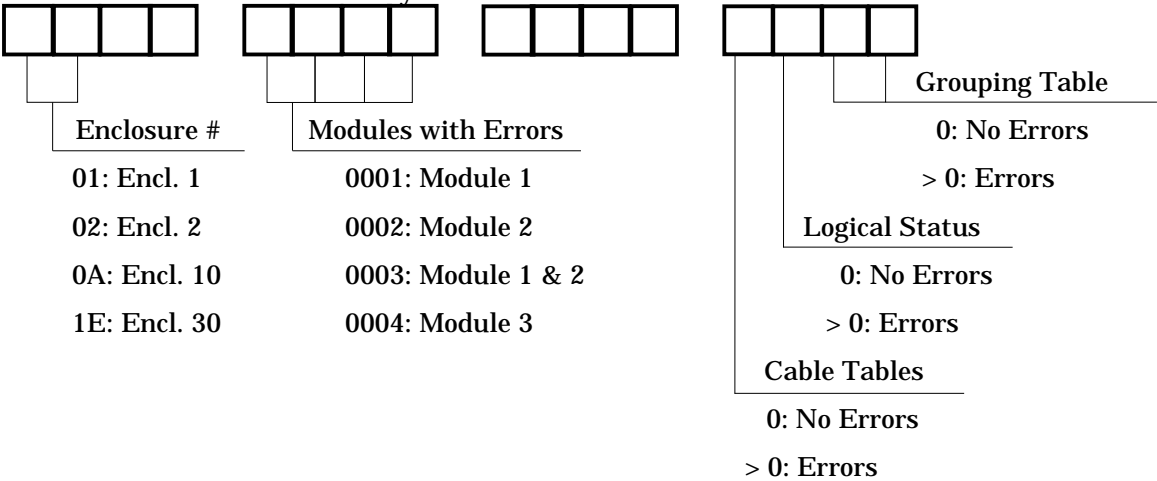 Grouping Table
Enclosure # Modules with Errors 0: No Errors
01: Encl. 1 0001: Module 1 > 0: Errors
02: Encl. 2 0002: Module 2 Logical Status
0A: Encl. 10 0003: Module 1 & 2 0: No Errors
1E: Encl. 30 0004: Module 3 > 0: Errors
Cable Tables
0: No Errors
> 0: Errors